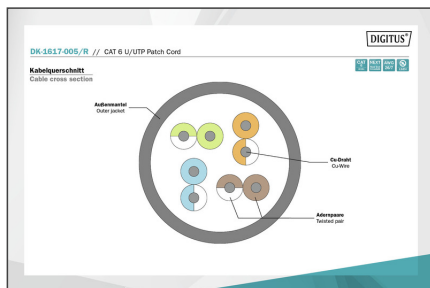 DIGITUS®
DK-1617-005/R // CAT 6 U/UTP Patch Cord
Kabelquerschnitt
Cable cross section
Außenmantel
Outer jacket
Cu-Draht
Cu-Wire
Adernpaare
Twisted pair